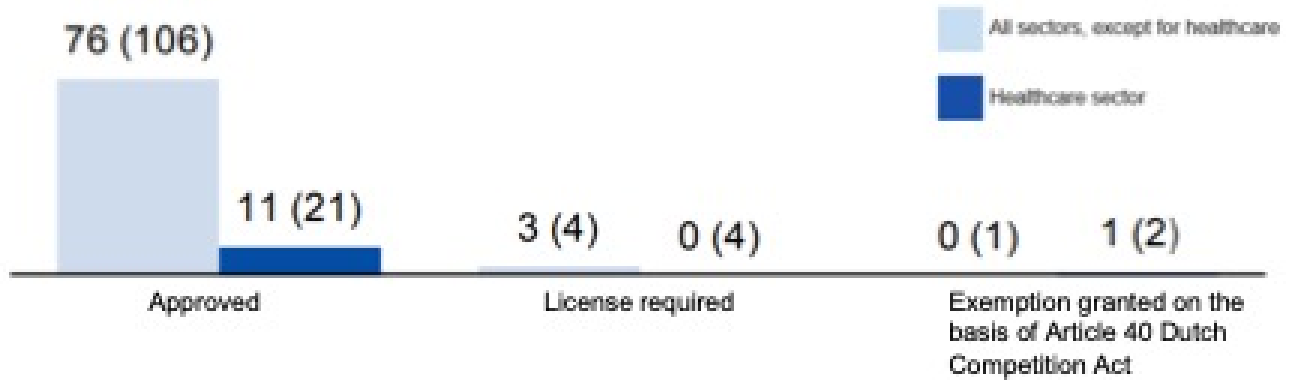 76 (106)
All sectors, except for healthcare
Healthcare sector
11 (21)
3 (4)
0 (4)
0 (1)
1 (2)
Approved
License required
Exemption granted on the
basis of Article 40 Dutch
Competition Act